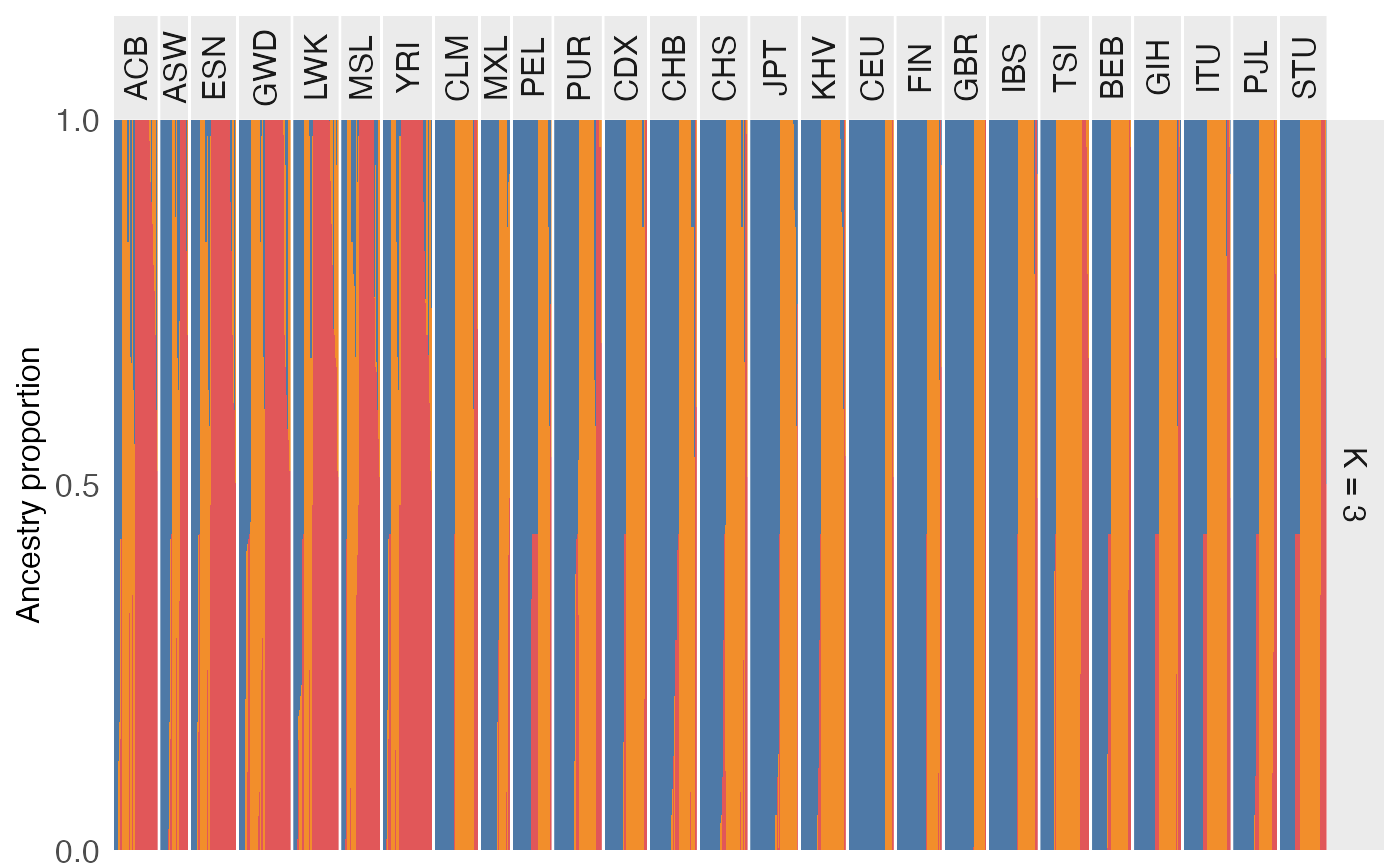 ACB ASW ESN GWD LWK MSL YRI CLM MXL PEL PUR CDX CHB CHS JPT KHV CEU FIN GBR IBS TSI BEB GIH ITU PJL STU
1.0
0.5
0.0
Ancestry proportion
K = 3